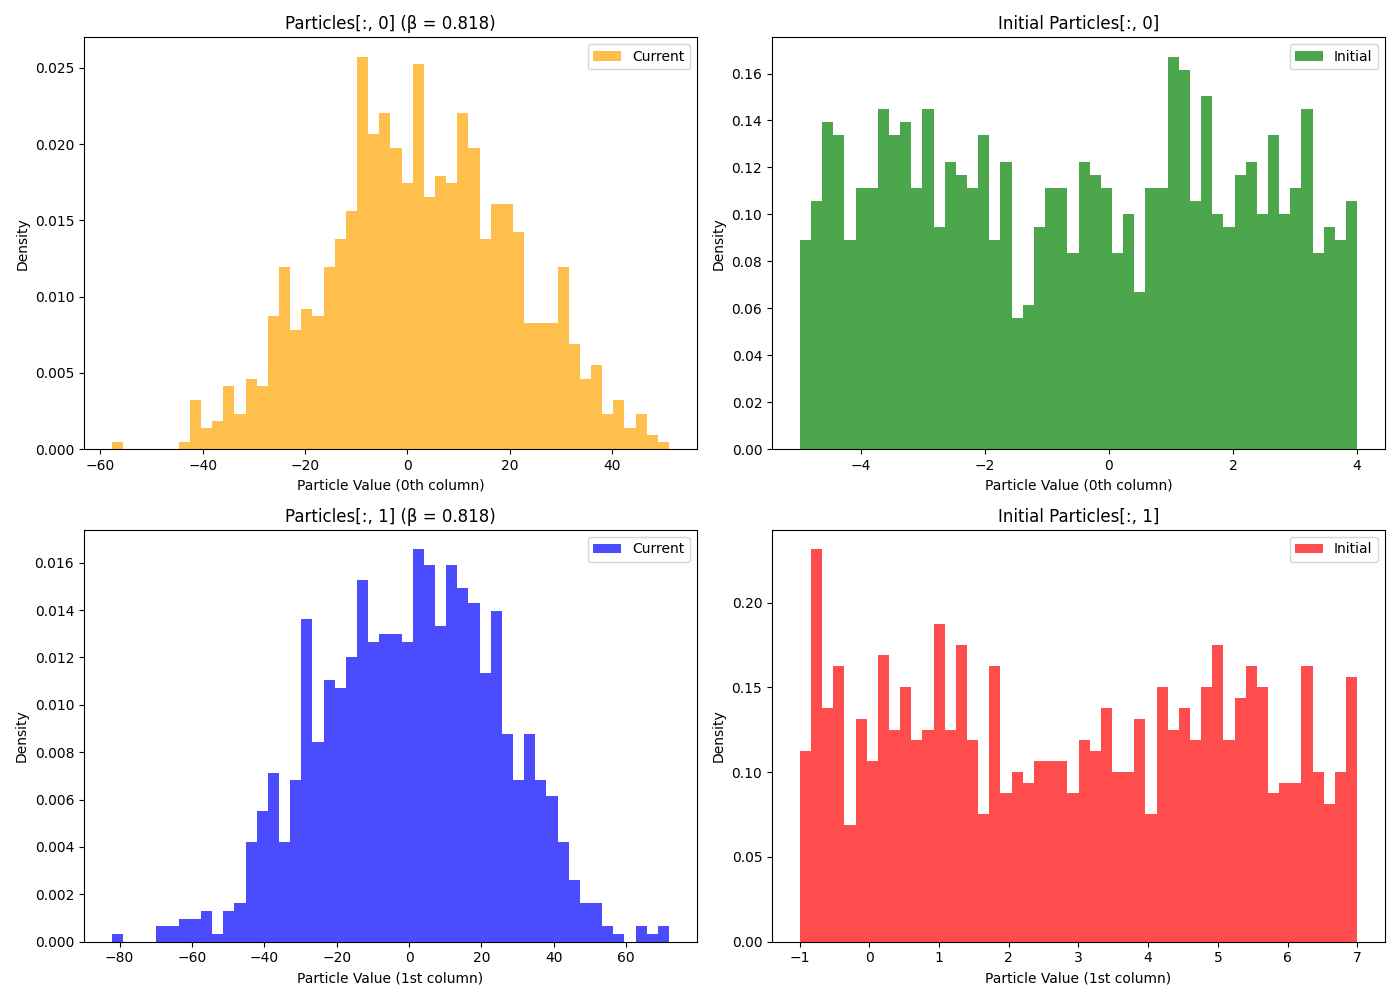 Particles[:, 0] (β = 0.818)
Current
Density
0.025
0.020
0.015
0.010
0.005
0.000
−60 −40 −20 0 20 40
Particle Value (0th column)
Initial Particles[:, 0]
Initial
Density
0.16
0.14
0.12
0.10
0.08
0.06
0.04
0.02
0.00
−4 −2 0 2 4
Particle Value (0th column)
Particles[:, 1] (β = 0.818)
Current
Density
0.016
0.014
0.012
0.010
0.008
0.006
0.004
0.002
0.000
−80 −60 −40 −20 0 20 40 60
Particle Value (1st column)
Initial Particles[:, 1]
Initial
Density
0.20
0.15
0.10
0.05
0.00
−1 0 1 2 3 4 5 6 7
Particle Value (1st column)